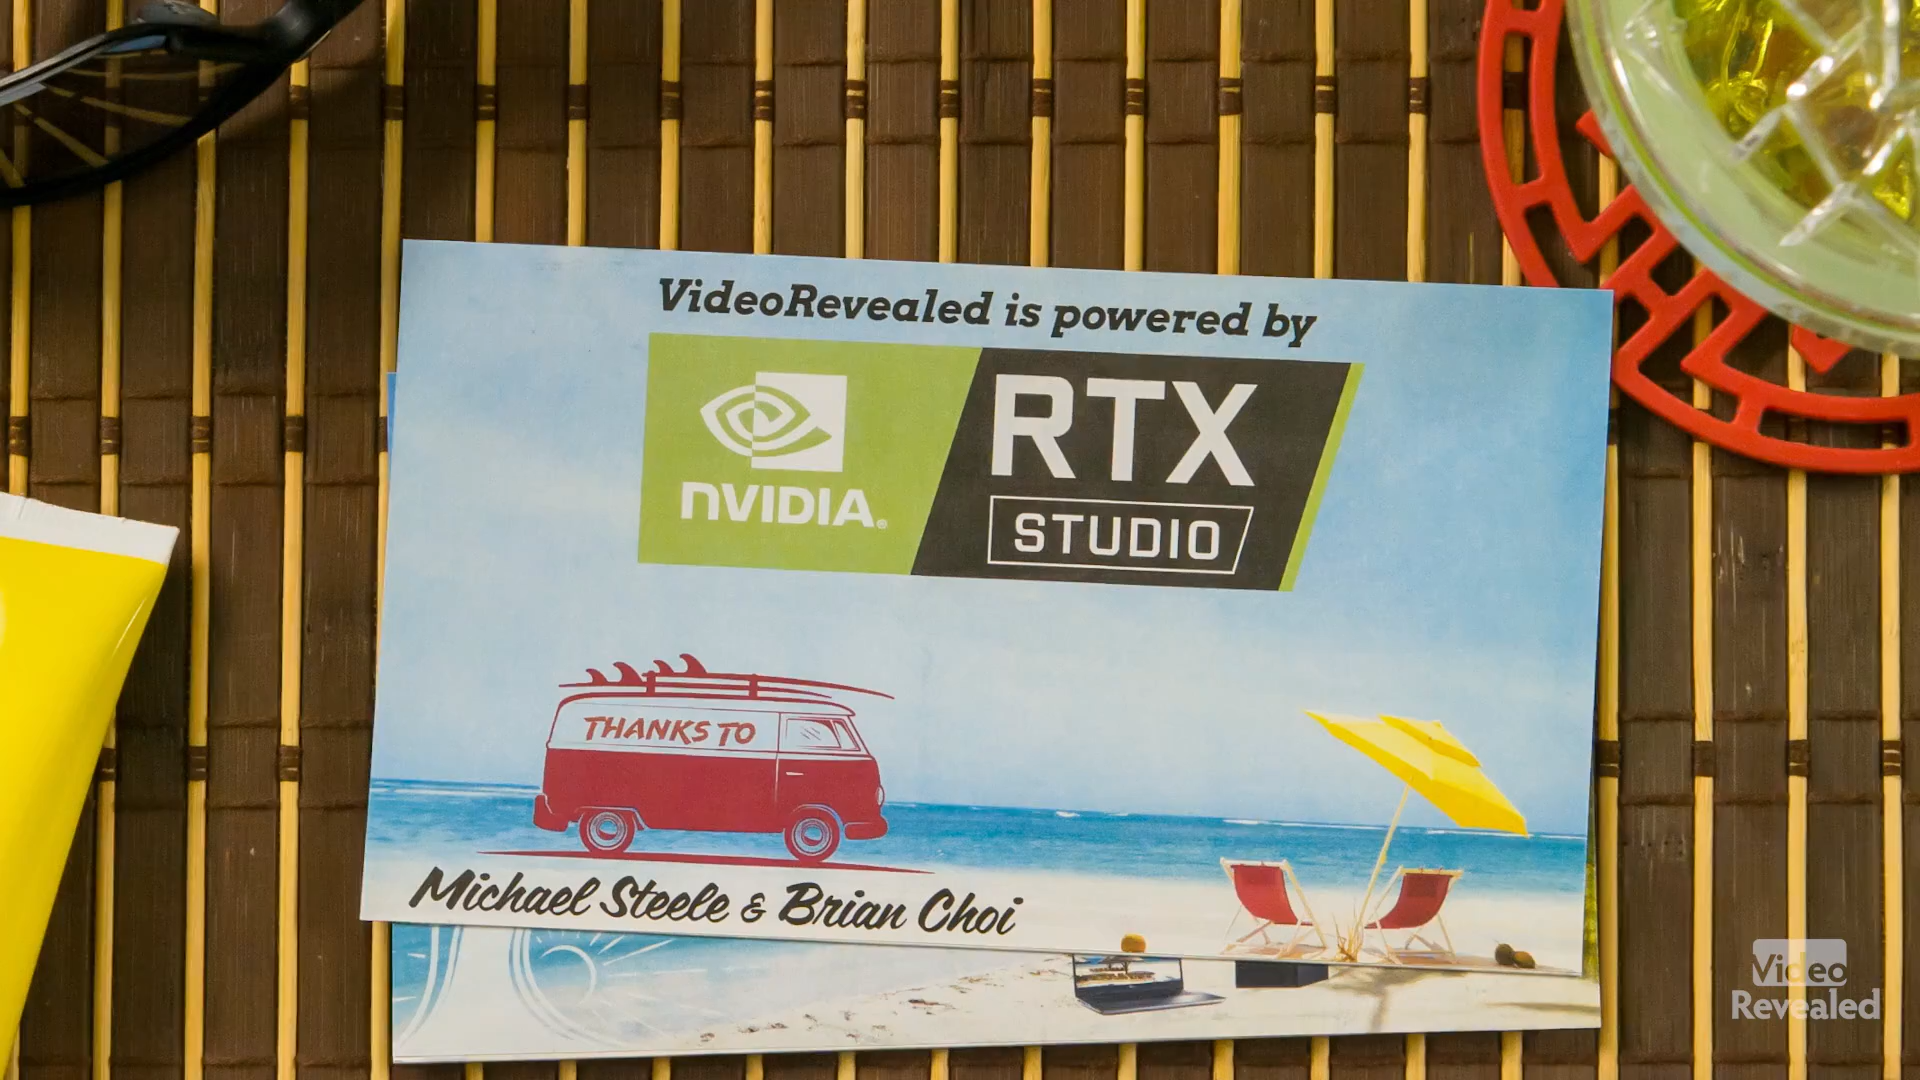 VideoRevealed is powered by
NVIDIA®
RTX
STUDIO
THANKS TO
Michael Steele & Brian Choi
Video
Revealed